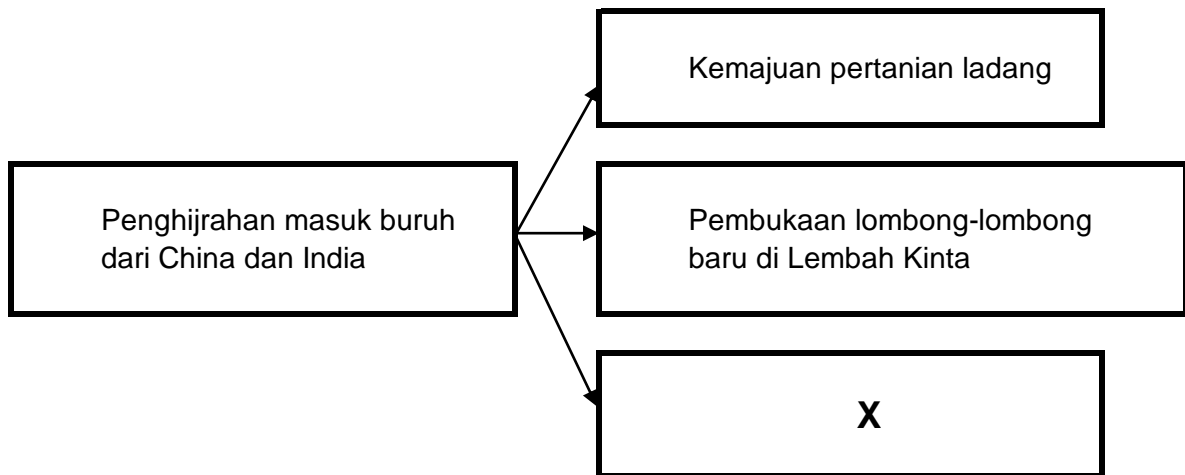 Kemajuan pertanian ladang
Penghijrahan masuk buruh
dari China dan India
Pembukaan lombong-lombong
baru di Lembah Kinta
X